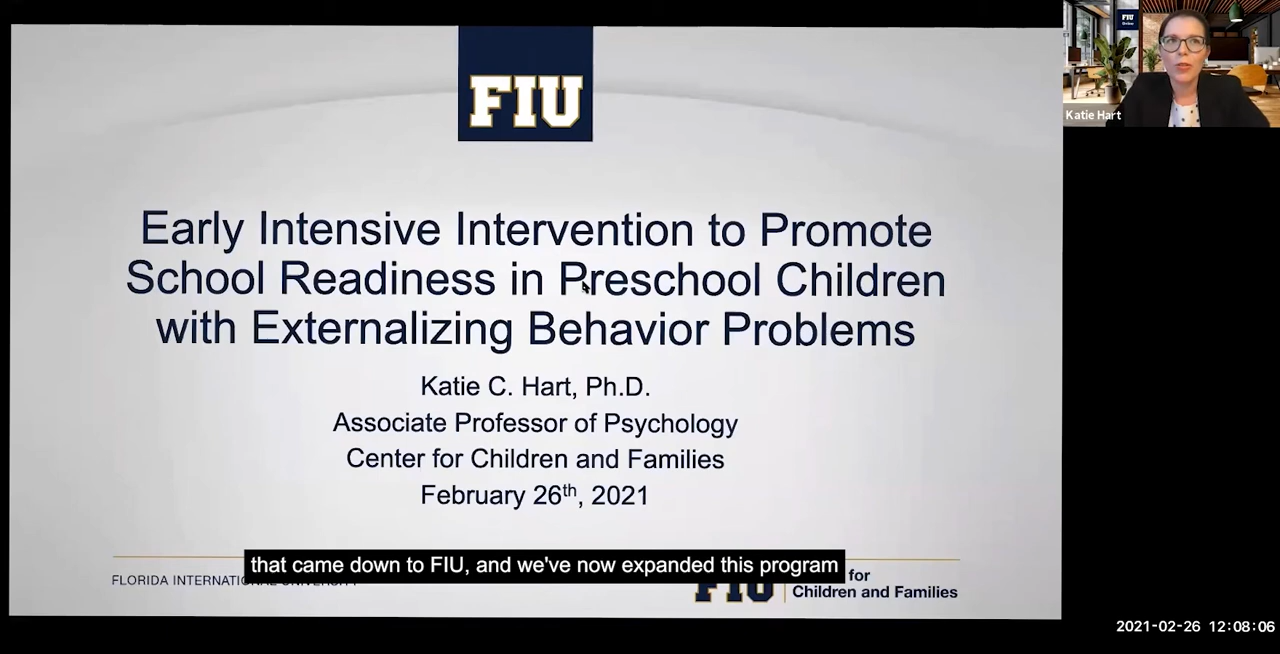 FIU
Early Intensive Intervention to Promote
School Readiness in Preschool Children
with Externalizing Behavior Problems
Katie C. Hart, Ph.D.
Associate Professor of Psychology
Center for Children and Families
February 26th, 2021
that came down to FIU, and we've now expanded this program
FLORIDA INTERNATIONAL UNIVERSITY
FIU
for
Children and Families
FIU
Katie Hart
2021-02-26 12:08:06